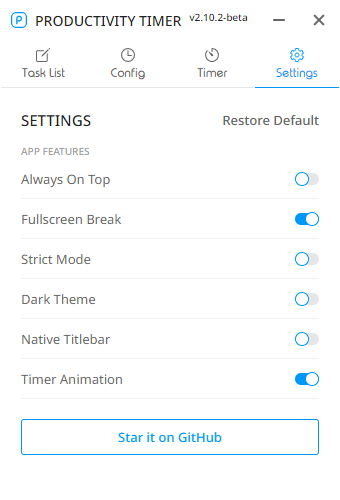 PRODUCTIVITY TIMER v2.10.2-beta
Task List Config Timer Settings
SETTINGS Restore Default
APP FEATURES
Always On Top
Fullscreen Break
Strict Mode
Dark Theme
Native Titlebar
Timer Animation
Star it on GitHub